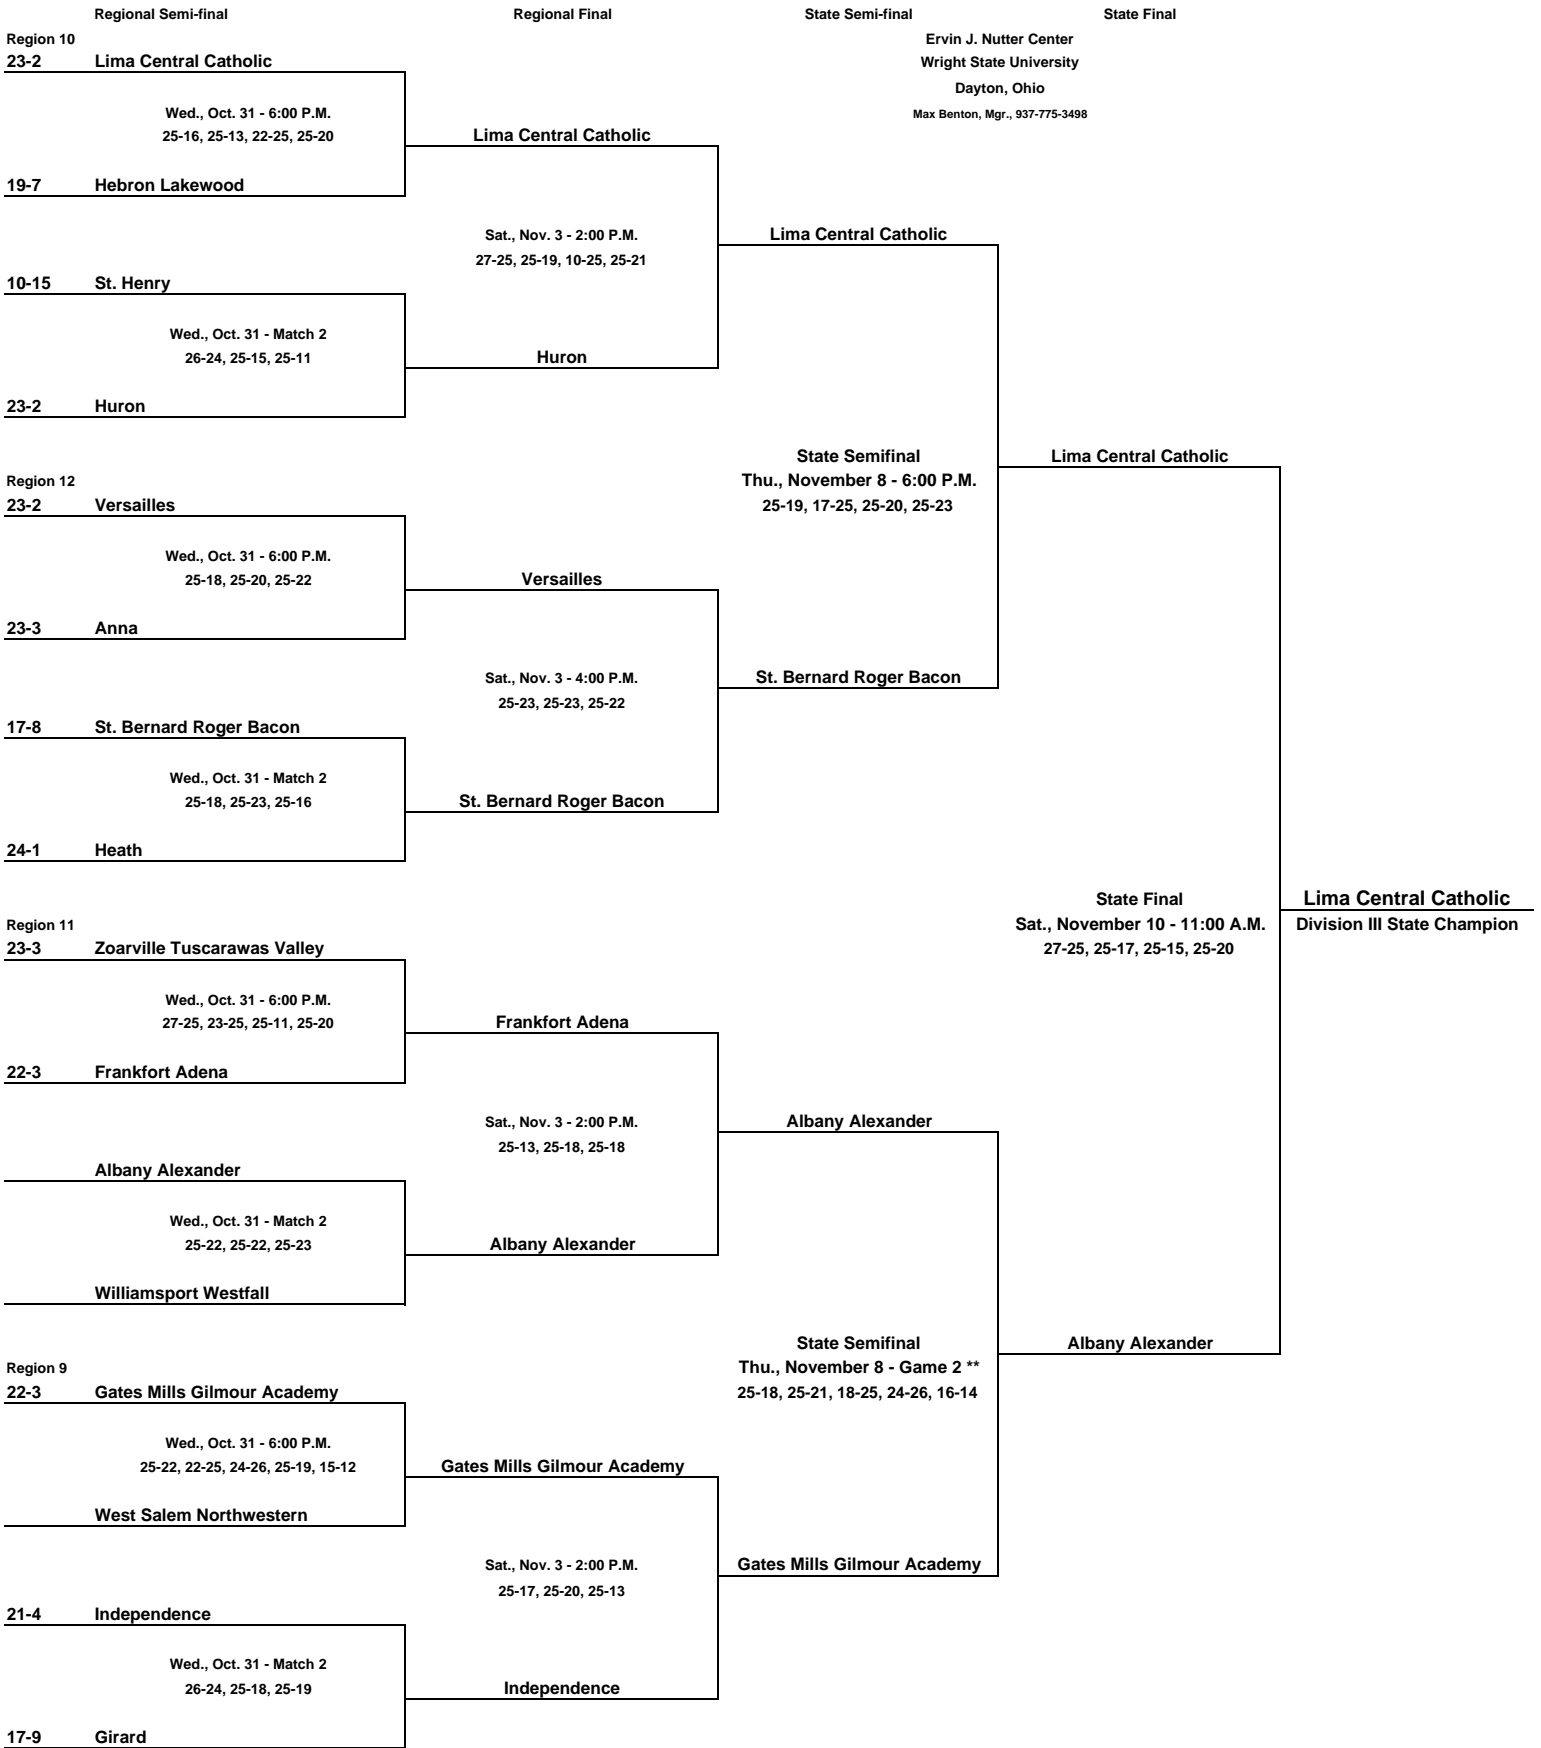 Regional Semi-final Regional Final State Semi-final State Final
Region 10 Ervin J. Nutter Center
23-2 Lima Central Catholic Wright State University
Dayton, Ohio
Wed., Oct. 31 - 6:00 P.M. Max Benton, Mgr., 937-775-3498
25-16, 25-13, 22-25, 25-20 Lima Central Catholic
19-7 Hebron Lakewood
Sat., Nov. 3 - 2:00 P.M. Lima Central Catholic
27-25, 25-19, 10-25, 25-21
10-15 St. Henry
Wed., Oct. 31 - Match 2
26-24, 25-15, 25-11 Huron
23-2 Huron
State Semifinal Lima Central Catholic
Region 12 Thu., November 8 - 6:00 P.M.
23-2 Versailles 25-19, 17-25, 25-20, 25-23
Wed., Oct. 31 - 6:00 P.M.
25-18, 25-20, 25-22 Versailles
23-3 Anna
Sat., Nov. 3 - 4:00 P.M. St. Bernard Roger Bacon
25-23, 25-23, 25-22
17-8 St. Bernard Roger Bacon
Wed., Oct. 31 - Match 2
25-18, 25-23, 25-16 St. Bernard Roger Bacon
24-1 Heath
State Final Lima Central Catholic
Region 11 Sat., November 10 - 11:00 A.M. Division III State Champion
23-3 Zoarville Tuscarawas Valley 27-25, 25-17, 25-15, 25-20
Wed., Oct. 31 - 6:00 P.M.
27-25, 23-25, 25-11, 25-20 Frankfort Adena
22-3 Frankfort Adena
Sat., Nov. 3 - 2:00 P.M. Albany Alexander
25-13, 25-18, 25-18
Albany Alexander
Wed., Oct. 31 - Match 2
25-22, 25-22, 25-23 Albany Alexander
Williamsport Westfall
State Semifinal Albany Alexander
Region 9 Thu., November 8 - Game 2 **
22-3 Gates Mills Gilmour Academy 25-18, 25-21, 18-25, 24-26, 16-14
Wed., Oct. 31 - 6:00 P.M.
25-22, 22-25, 24-26, 25-19, 15-12 Gates Mills Gilmour Academy
West Salem Northwestern
Sat., Nov. 3 - 2:00 P.M. Gates Mills Gilmour Academy
25-17, 25-20, 25-13
21-4 Independence
Wed., Oct. 31 - Match 2
26-24, 25-18, 25-19 Independence
17-9 Girard